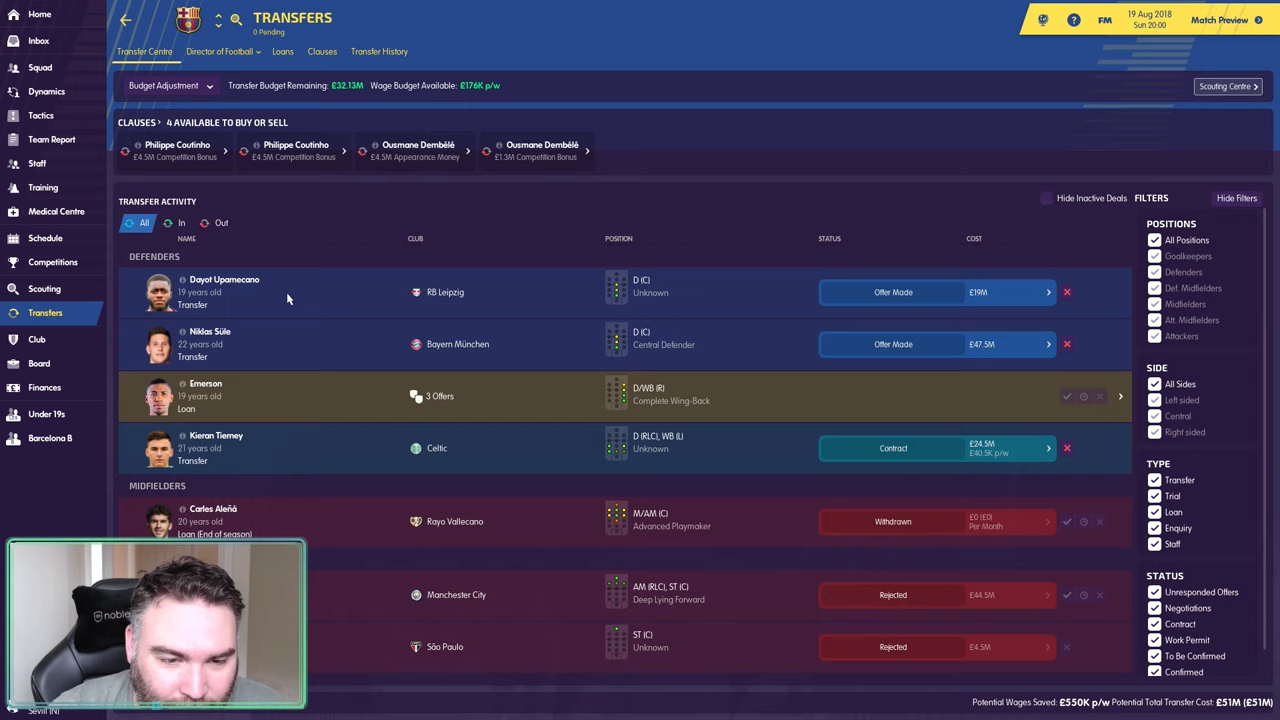 Home
Inbox
Squad
Dynamics
Tactics
Team Report
Staff
Training
Medical Centre
Schedule
Competitions
Scouting
Transfers
Club
Board
Finances
Under 19s
Barcelona B
TRANSFERS
0 Pending
19 Aug 2018
Sun 20:00
FM
Match Preview
Transfer Centre
Director of Football
Loans
Clauses
Transfer History
Budget Adjustment
Transfer Budget Remaining: £32.13M Wage Budget Available: £176K p/w
Scouting Centre
CLAUSES > 4 AVAILABLE TO BUY OR SELL
Philippe Coutinho
£4.5M Competition Bonus
Philippe Coutinho
£4.5M Competition Bonus
Ousmane Dembélé
£4.5M Appearance Money
Ousmane Dembélé
£1.3M Competition Bonus
TRANSFER ACTIVITY
Hide Inactive Deals
FILTERS
Hide Filters
All
In
Out
NAME CLUB POSITION STATUS COST
DEFENDERS
Dayot Upamecano
19 years old
Transfer
RB Leipzig
D (C)
Unknown
Offer Made
£19M
Niklas Süle
22 years old
Transfer
Bayern München
D (C)
Central Defender
Offer Made
£47.5M
Emerson
19 years old
Loan
3 Offers
D/WB (R)
Complete Wing-Back
Kieran Tierney
21 years old
Transfer
Celtic
D (RLC), WB (L)
Unknown
Contract
£24.5M
£40.5K p/w
MIDFIELDERS
Carles Aleñá
20 years old
Loan (End of season)
Rayo Vallecano
M/AM (C)
Advanced Playmaker
Withdrawn
£0 (£0)
Per Month
Manchester City
AM (RLC), ST (C)
Deep Lying Forward
Rejected
£44.5M
São Paulo
ST (C)
Unknown
Rejected
£4.5M
POSITIONS
All Positions
Goalkeepers
Defenders
Def. Midfielders
Midfielders
Att. Midfielders
Attackers
SIDE
All Sides
Left sided
Central
Right sided
TYPE
Transfer
Trial
Loan
Enquiry
Staff
STATUS
Unresponded Offers
Negotiations
Contract
Work Permit
To Be Confirmed
Confirmed
noble
Potential Wages Saved: £550K p/w Potential Total Transfer Cost: £51M (£51M)